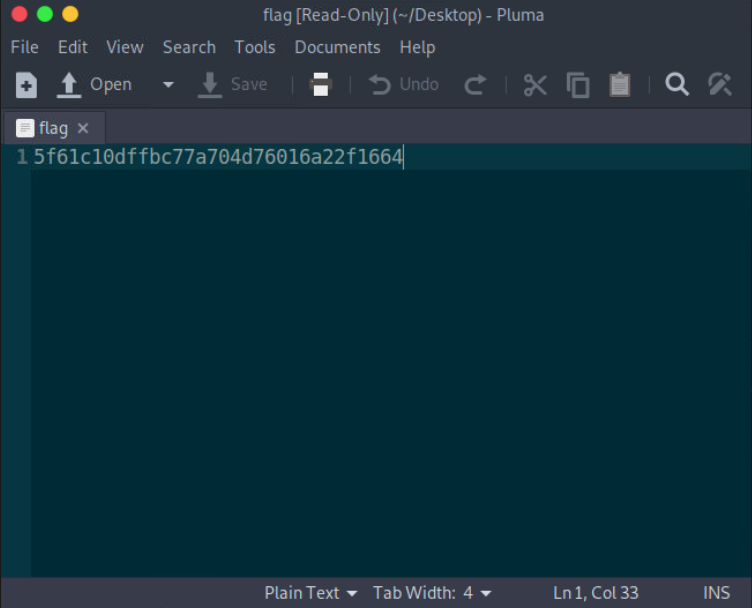 flag [Read-Only] (~/Desktop) - Pluma
File Edit View Search Tools Documents Help
Open Save Undo
flag
1 5f61c10dffbc77a704d76016a22f1664
Plain Text Tab Width: 4 Ln 1, Col 33 INS